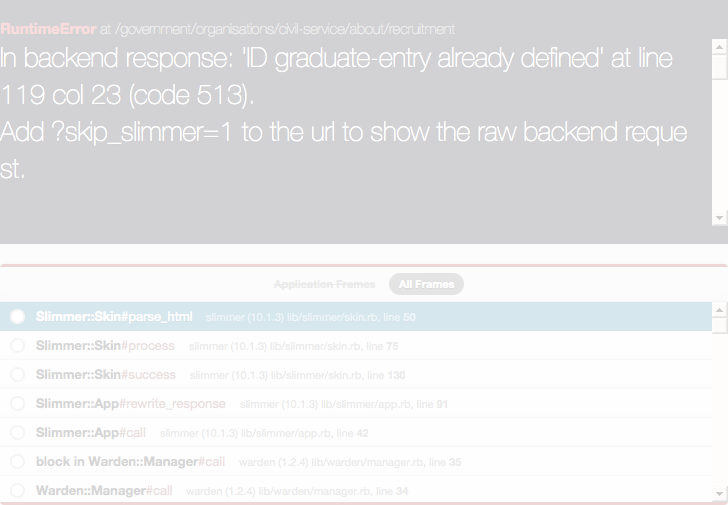 RuntimeError at /government/organisations/civil-service/about/recruitment
In backend response: 'ID graduate-entry already defined' at line
119 col 23 (code 513).
Add ?skip_slimmer=1 to the url to show the raw backend reque
st.
Application Frames All Frames
Slimmer::Skin#parse_html slimmer (10.1.3) lib/slimmer/skin.rb, line 50
Slimmer::Skin#process slimmer (10.1.3) lib/slimmer/skin.rb, line 75
Slimmer::Skin#success slimmer (10.1.3) lib/slimmer/skin.rb, line 130
Slimmer::App#rewrite_response slimmer (10.1.3) lib/slimmer/app.rb, line 91
Slimmer::App#call slimmer (10.1.3) lib/slimmer/app.rb, line 42
block in Warden::Manager#call warden (1.2.4) lib/warden/manager.rb, line 35
Warden::Manager#call warden (1.2.4) lib/warden/manager.rb, line 34